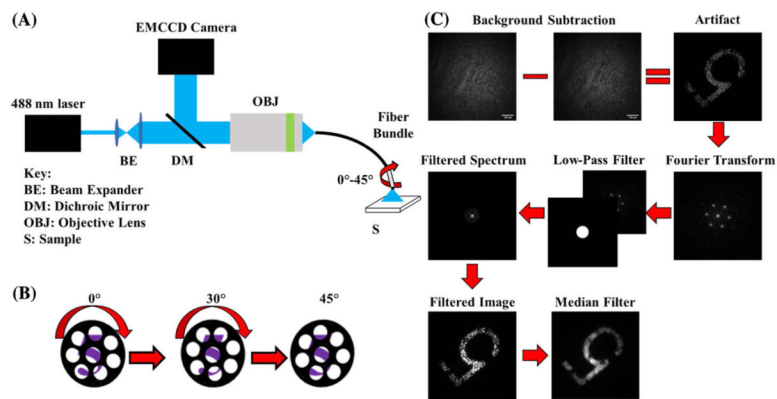 (A)
EMCCD Camera
488 nm laser
OBJ
Fiber
Bundle
BE
DM
0°-45°
S
Key:
BE: Beam Expander
DM: Dichroic Mirror
OBJ: Objective Lens
S: Sample
(B)
0°
30°
45°
(C)
Background Subtraction
Artifact
Filtered Spectrum
Low-Pass Filter
Fourier Transform
Filtered Image
Median Filter